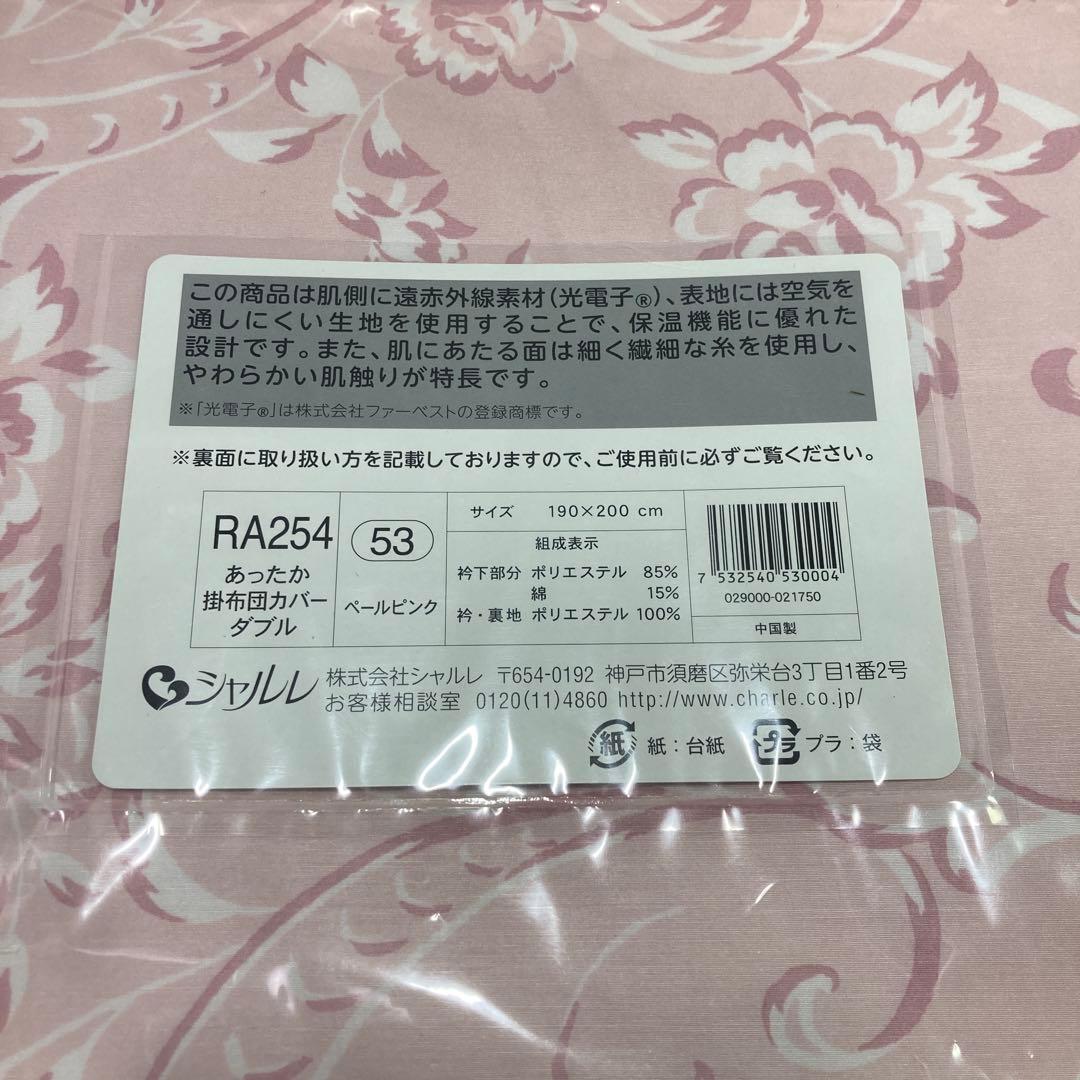 この商品は肌側に遠赤外線素材(光電子®)、表地には空気を
通しにくい生地を使用することで、保温機能に優れた
設計です。また、肌にあたる面は細く繊細な糸を使用し、
やわらかい肌触りが特長です。
※「光電子®」は株式会社ファーベストの登録商標です。
※裏面に取り扱い方を記載しておりますので、ご使用前に必ずご覧ください。
RA254
あったか
掛布団カバー
ダブル
53
ペールピンク
サイズ 190×200 cm
組成表示
衿下部分 ポリエステル 85%
綿 15%
衿・裏地 ポリエステル 100%
7 532540 530004
029000-021750
中国製
シャルレ 株式会社シャルレ 〒654-0192 神戸市須磨区弥栄台3丁目1番2号
お客様相談室 0120(11)4860 http://www.charle.co.jp/
紙 紙:台紙 プラ プラ:袋